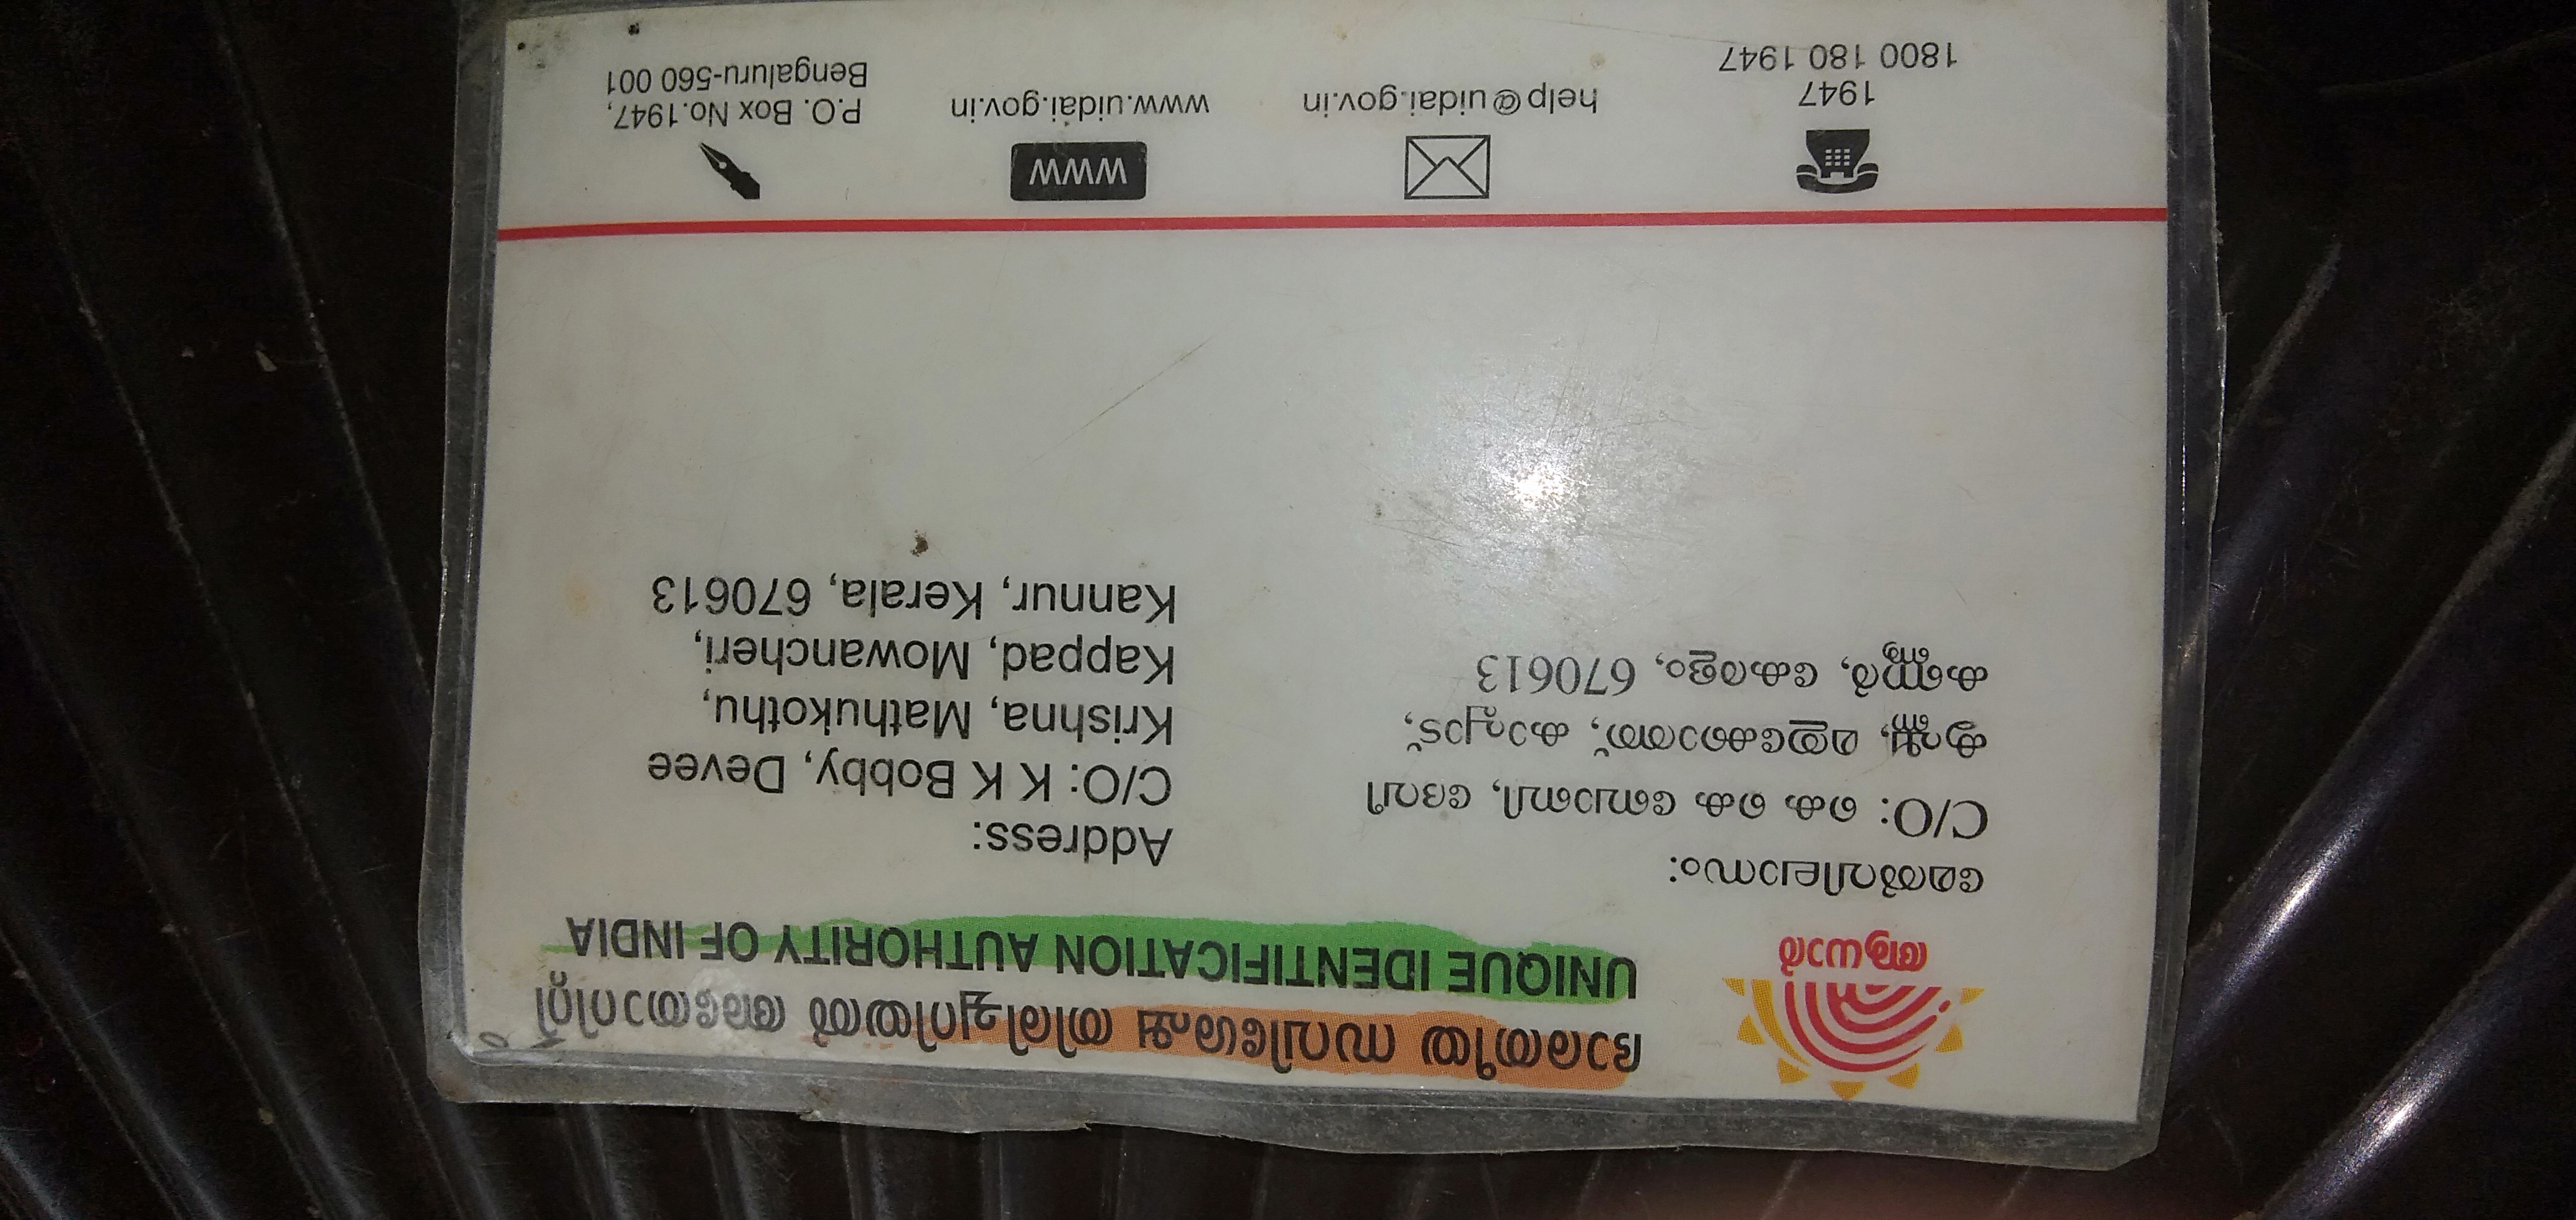 ഭാരതീയ സവിശേഷ തിരിച്ചറിയൽ അതോറിറ്റി
UNIQUE IDENTIFICATION AUTHORITY OF INDIA
ആധാർ
മേൽവിലാസം:
C/O: കെ കെ ബോബി, ദേവീ
കൃഷ്ണ, മതുക്കോത്ത്, കാപ്പാട്,
കണ്ണൂർ, കേരളം, 670613
Address:
C/O: K K Bobby, Devee
Krishna, Mathukothu,
Kappad, Mowancheri,
Kannur, Kerala, 670613
1947
1800 180 1947
help@uidai.gov.in
WWW
www.uidai.gov.in
P.O. Box No.1947,
Bengaluru-560 001